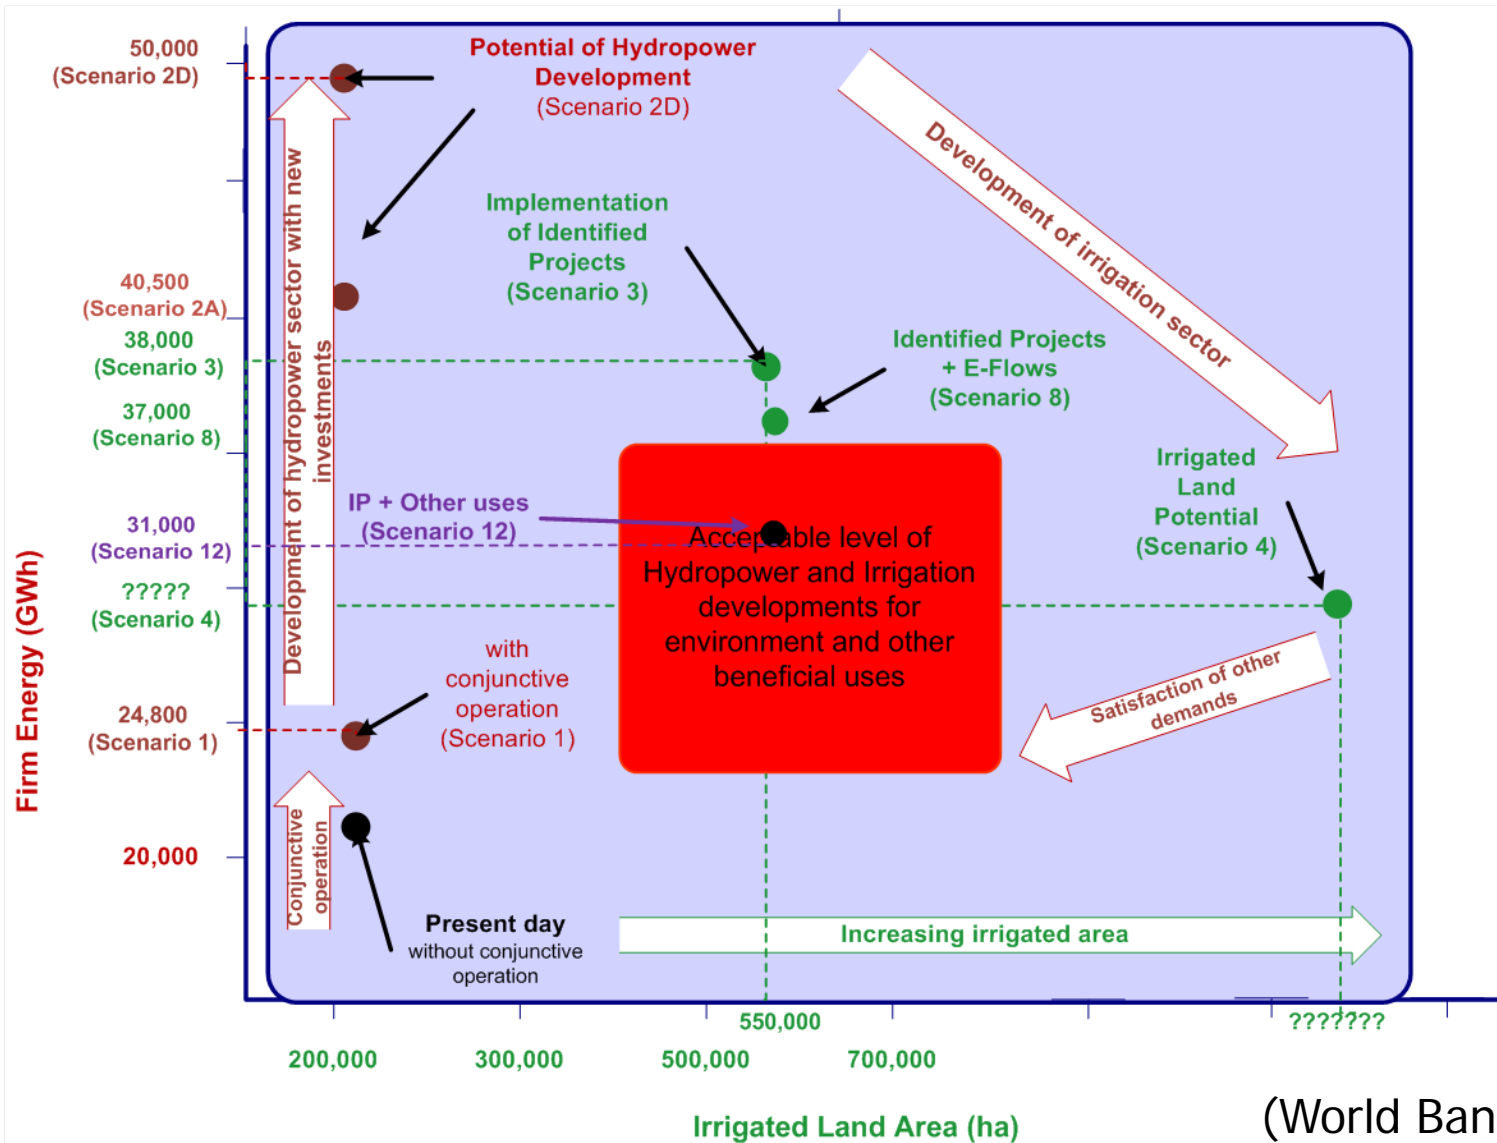 50,000
(Scenario 2D)
40,500
(Scenario 2A)
38,000
(Scenario 3)
37,000
(Scenario 8)
31,000
(Scenario 12)
?????
(Scenario 4)
24,800
(Scenario 1)
20,000
Firm Energy (GWh)
Potential of Hydropower
Development
(Scenario 2D)
Development of hydropower sector with new
investments
Implementation
of Identified
Projects
(Scenario 3)
Development of irrigation sector
Identified Projects
+ E-Flows
(Scenario 8)
Irrigated
Land
Potential
(Scenario 4)
IP + Other uses
(Scenario 12)
Acceptable level of
Hydropower and Irrigation
developments for
environment and other
beneficial uses
with
conjunctive
operation
(Scenario 1)
Satisfaction of other
demands
Conjunctive
operation
Present day
without conjunctive
operation
Increasing irrigated area
550,000
???????
200,000
300,000
500,000
700,000
Irrigated Land Area (ha)
(World Ban